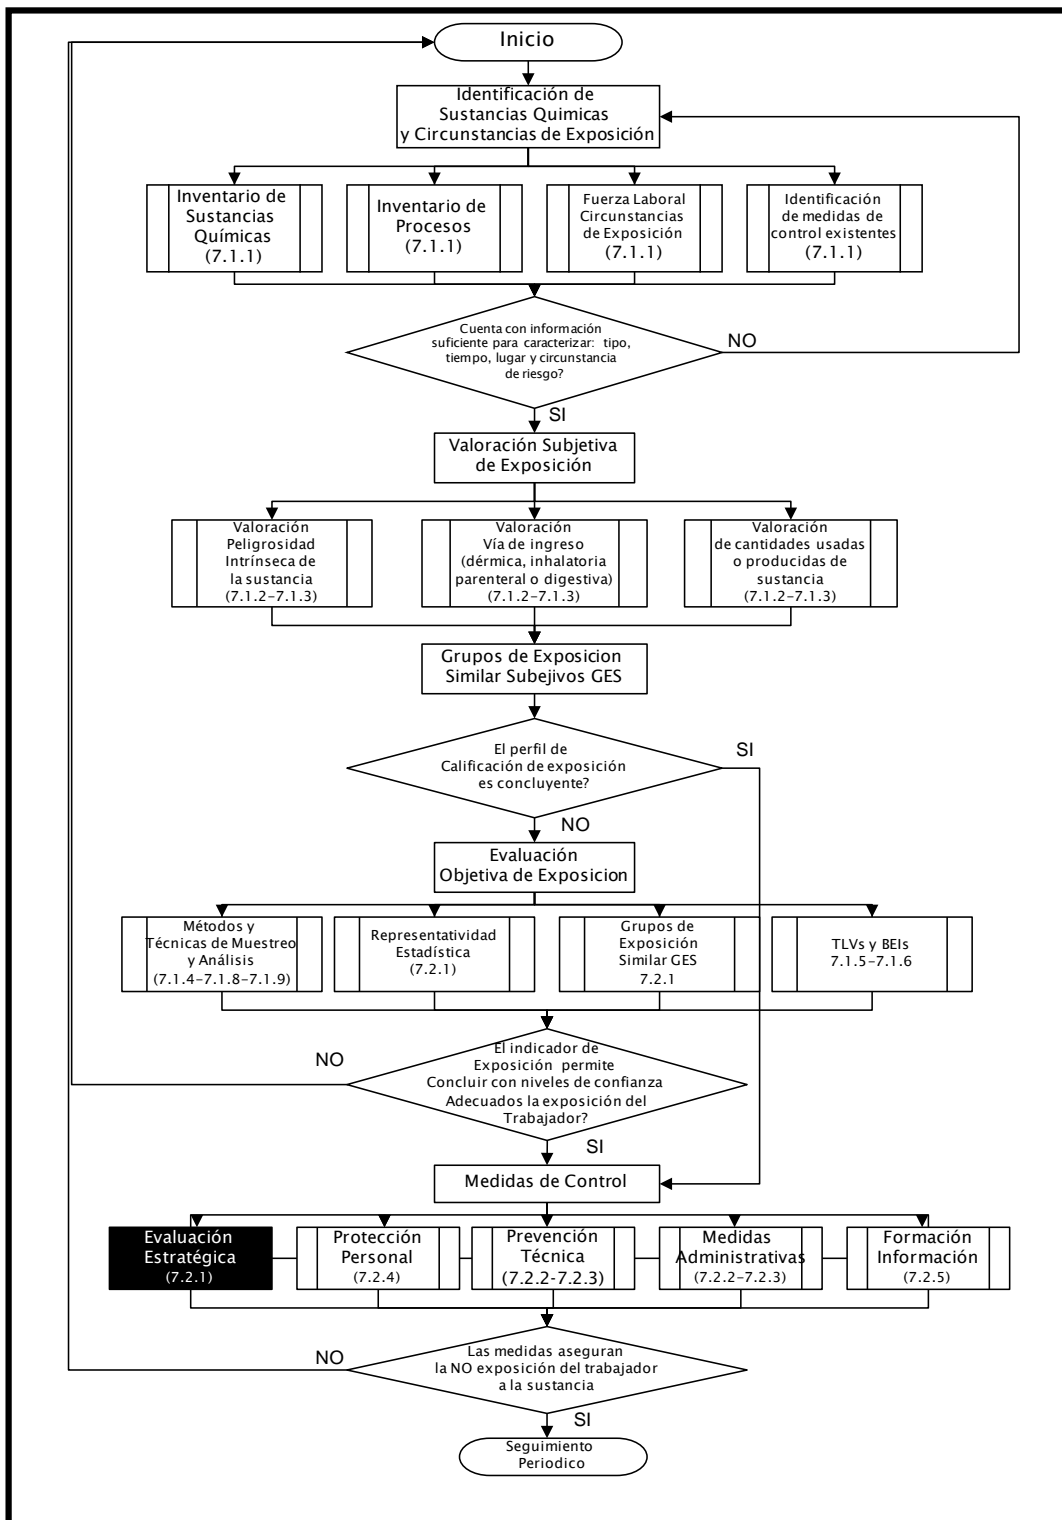 Inicio
Identificación de
Sustancias Quimicas
y Circunstancias de Exposición
Inventario de
Sustancias
Químicas
(7.1.1)
Inventario de
Procesos
(7.1.1)
Fuerza Laboral
Circunstancias
de Exposición
(7.1.1)
Identificación
de medidas de
control existentes
(7.1.1)
Cuenta con información
suficiente para caracterizar: tipo,
tiempo, lugar y circunstancia
de riesgo?
NO
SI
Valoración Subjetiva
de Exposición
Valoración
Peligrosidad
Intrínseca de
la sustancia
(7.1.2-7.1.3)
Valoración
Vía de ingreso
(dérmica, inhalatoria
parenteral o digestiva)
(7.1.2-7.1.3)
Valoración
de cantidades usadas
o producidas de
sustancia
(7.1.2-7.1.3)
Grupos de Exposicion
Similar Subejivos GES
El perfil de
Calificación de exposición
es concluyente?
SI
NO
Evaluación
Objetiva de Exposicion
Métodos y
Técnicas de Muestreo
y Análisis
(7.1.4-7.1.8-7.1.9)
Representatividad
Estadística
(7.2.1)
Grupos de
Exposición
Similar GES
7.2.1
TLVs y BEIs
7.1.5-7.1.6
El indicador de
Exposición permite
Concluir con niveles de confianza
Adecuados la exposición del
Trabajador?
NO
SI
Medidas de Control
Evaluación
Estratégica
(7.2.1)
Protección
Personal
(7.2.4)
Prevención
Técnica
(7.2.2-7.2.3)
Medidas
Administrativas
(7.2.2-7.2.3)
Formación
Información
(7.2.5)
Las medidas aseguran
la NO exposición del trabajador
a la sustancia
NO
SI
Seguimiento
Periodico